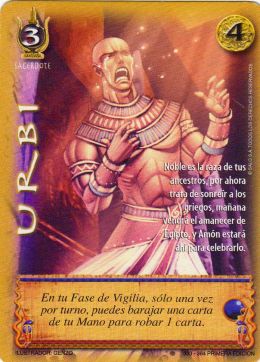 3
4
SACERDOTE
URBI
Noble es la raza de tus
ancestros, por ahora
trata de sonreír a los
griegos, mañana
vendrá el amanecer de
Egipto, y Amón estará
ahí para celebrarlo.
En tu Fase de Vigilia, sólo una vez
por turno, puedes barajar una carta
de tu Mano para robar 1 carta.
ILUSTRADOR: GENZO
PRIMERA EDICION